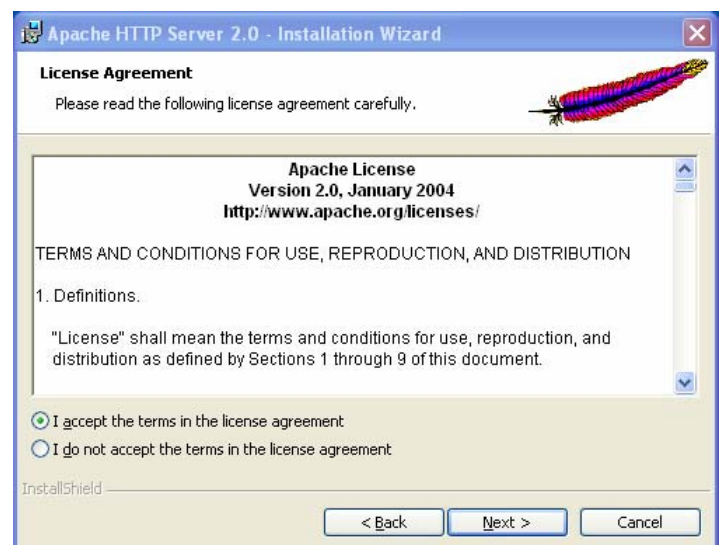 Apache HTTP Server 2.0 - Installation Wizard
License Agreement
Please read the following license agreement carefully.
Apache License
Version 2.0, January 2004
http://www.apache.org/licenses/
TERMS AND CONDITIONS FOR USE, REPRODUCTION, AND DISTRIBUTION
1. Definitions.
"License" shall mean the terms and conditions for use, reproduction, and
distribution as defined by Sections 1 through 9 of this document.
I accept the terms in the license agreement
I do not accept the terms in the license agreement
InstallShield
< Back Next > Cancel